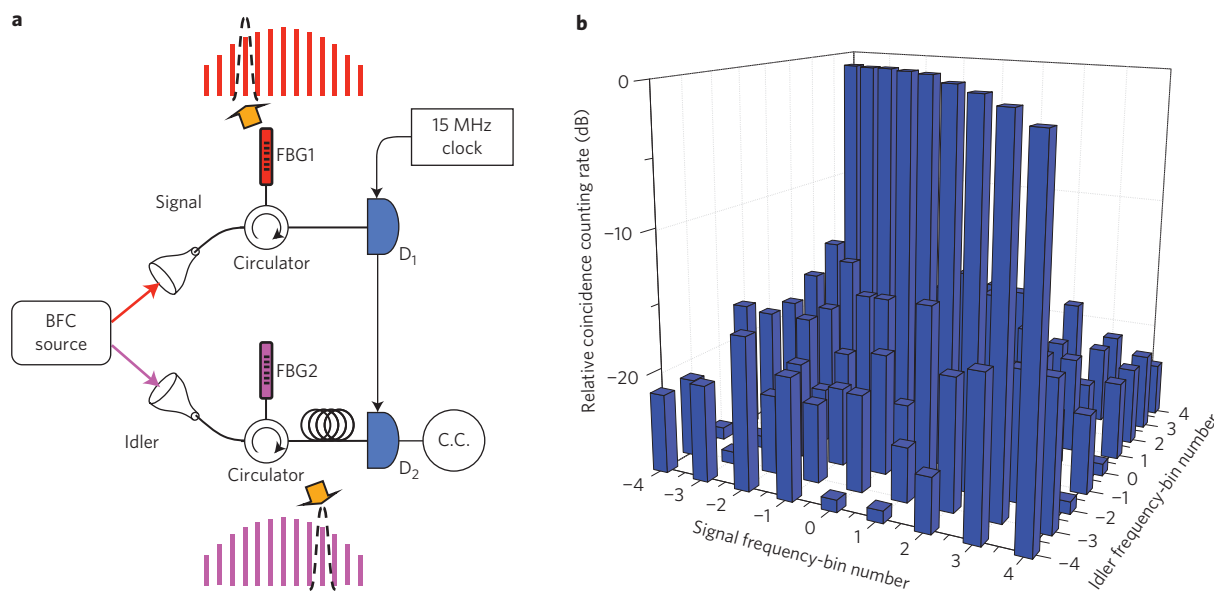 a
FBG1
15 MHz
clock
Signal
D1
Circulator
BFC
source
FBG2
Idler
C.C.
D2
Circulator
b
Relative coincidence counting rate (dB)
0
−10
−20
−4
−3
−2
−1
0
1
2
3
4
Signal frequency-bin number
4
3
2
1
0
−1
−2
−3
−4
Idler frequency-bin number